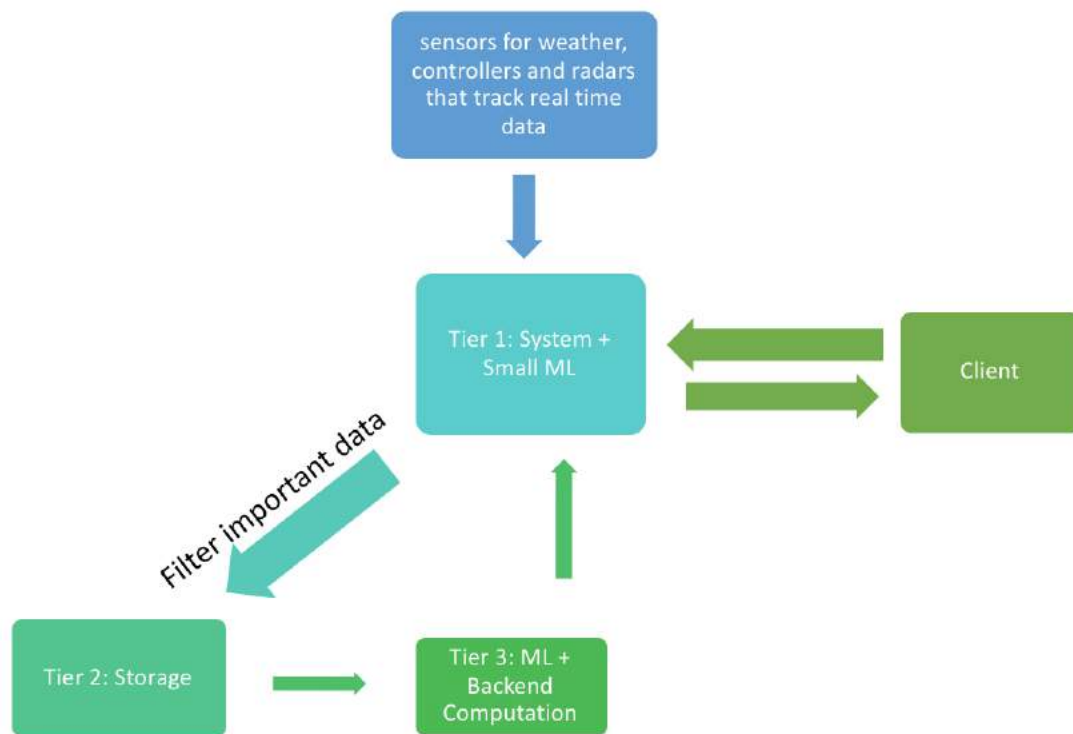 sensors for weather,
controllers and radars
that track real time
data
Tier 1: System +
Small ML
Client
Filter important data
Tier 2: Storage
Tier 3: ML +
Backend
Computation